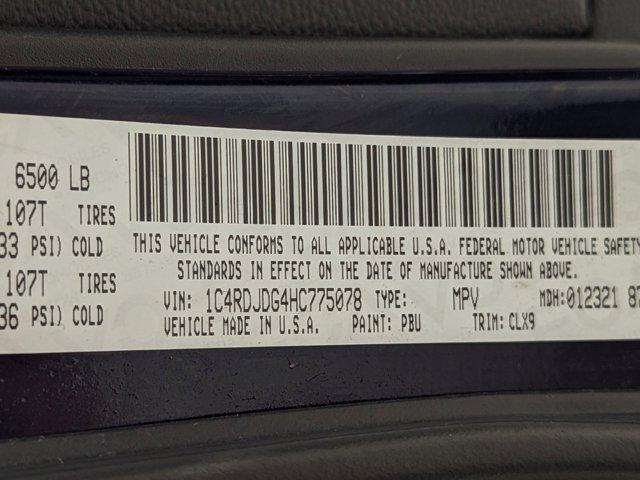 6500 LB
107T TIRES
33 PSI) COLD
107T TIRES
36 PSI) COLD
THIS VEHICLE CONFORMS TO ALL APPLICABLE U.S.A. FEDERAL MOTOR VEHICLE SAFETY
STANDARDS IN EFFECT ON THE DATE OF MANUFACTURE SHOWN ABOVE.
VIN: 1C4RDJDG4HC775078 TYPE: MPV MDH:012321 87
VEHICLE MADE IN U.S.A. PAINT: PBU TRIM: CLX9